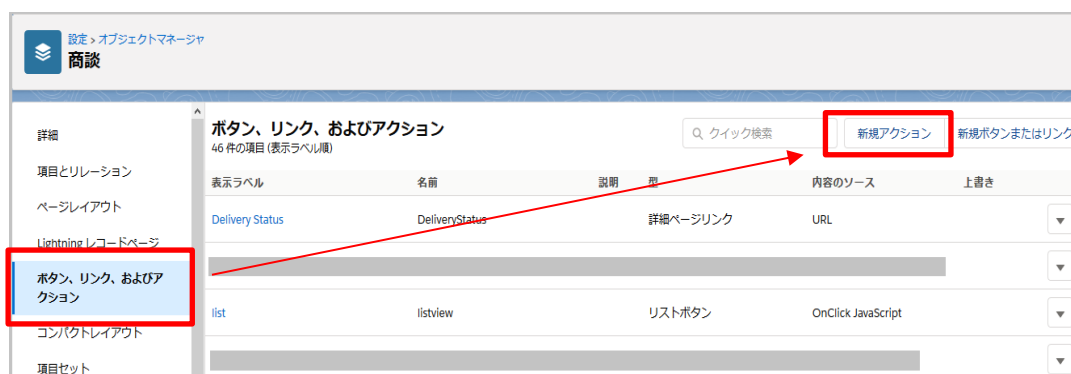 設定 > オブジェクトマネージャ
商談
詳細
項目とリレーション
ページレイアウト
Lightning レコードページ
ボタン、リンク、およびア
クション
コンパクトレイアウト
項目セット
ボタン、リンク、およびアクション
46 件の項目 (表示ラベル順)
クイック検索
新規アクション
新規ボタンまたはリンク
表示ラベル 名前 説明 型 内容のソース 上書き
Delivery Status DeliveryStatus 詳細ページリンク URL
list listview リストボタン OnClick JavaScript